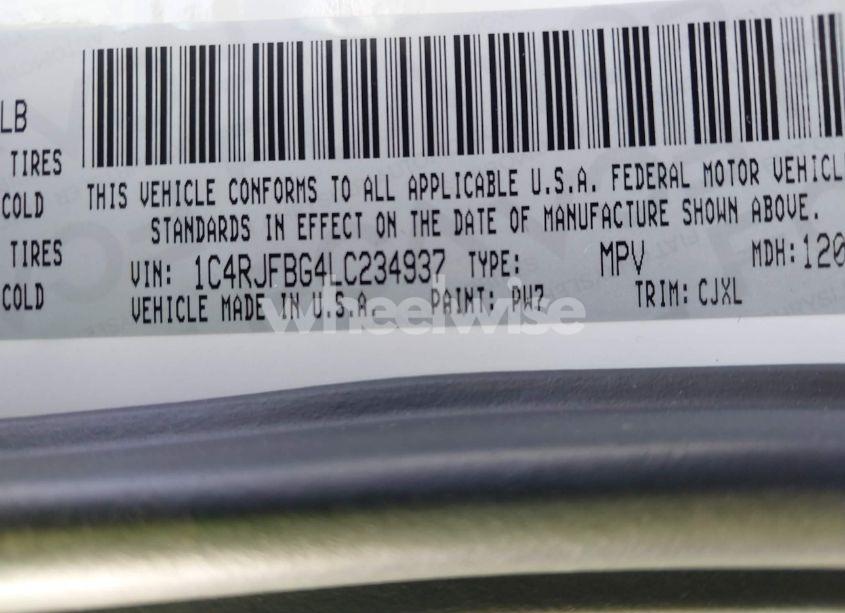 LB
TIRES
COLD
TIRES
COLD
THIS VEHICLE CONFORMS TO ALL APPLICABLE U.S.A. FEDERAL MOTOR VEHICL
STANDARDS IN EFFECT ON THE DATE OF MANUFACTURE SHOWN ABOVE.
VIN: 1C4RJFBG4LC234937 TYPE: MPV MDH: 120
VEHICLE MADE IN U.S.A. PAINT: PW7 TRIM: CJXL
wheelwise